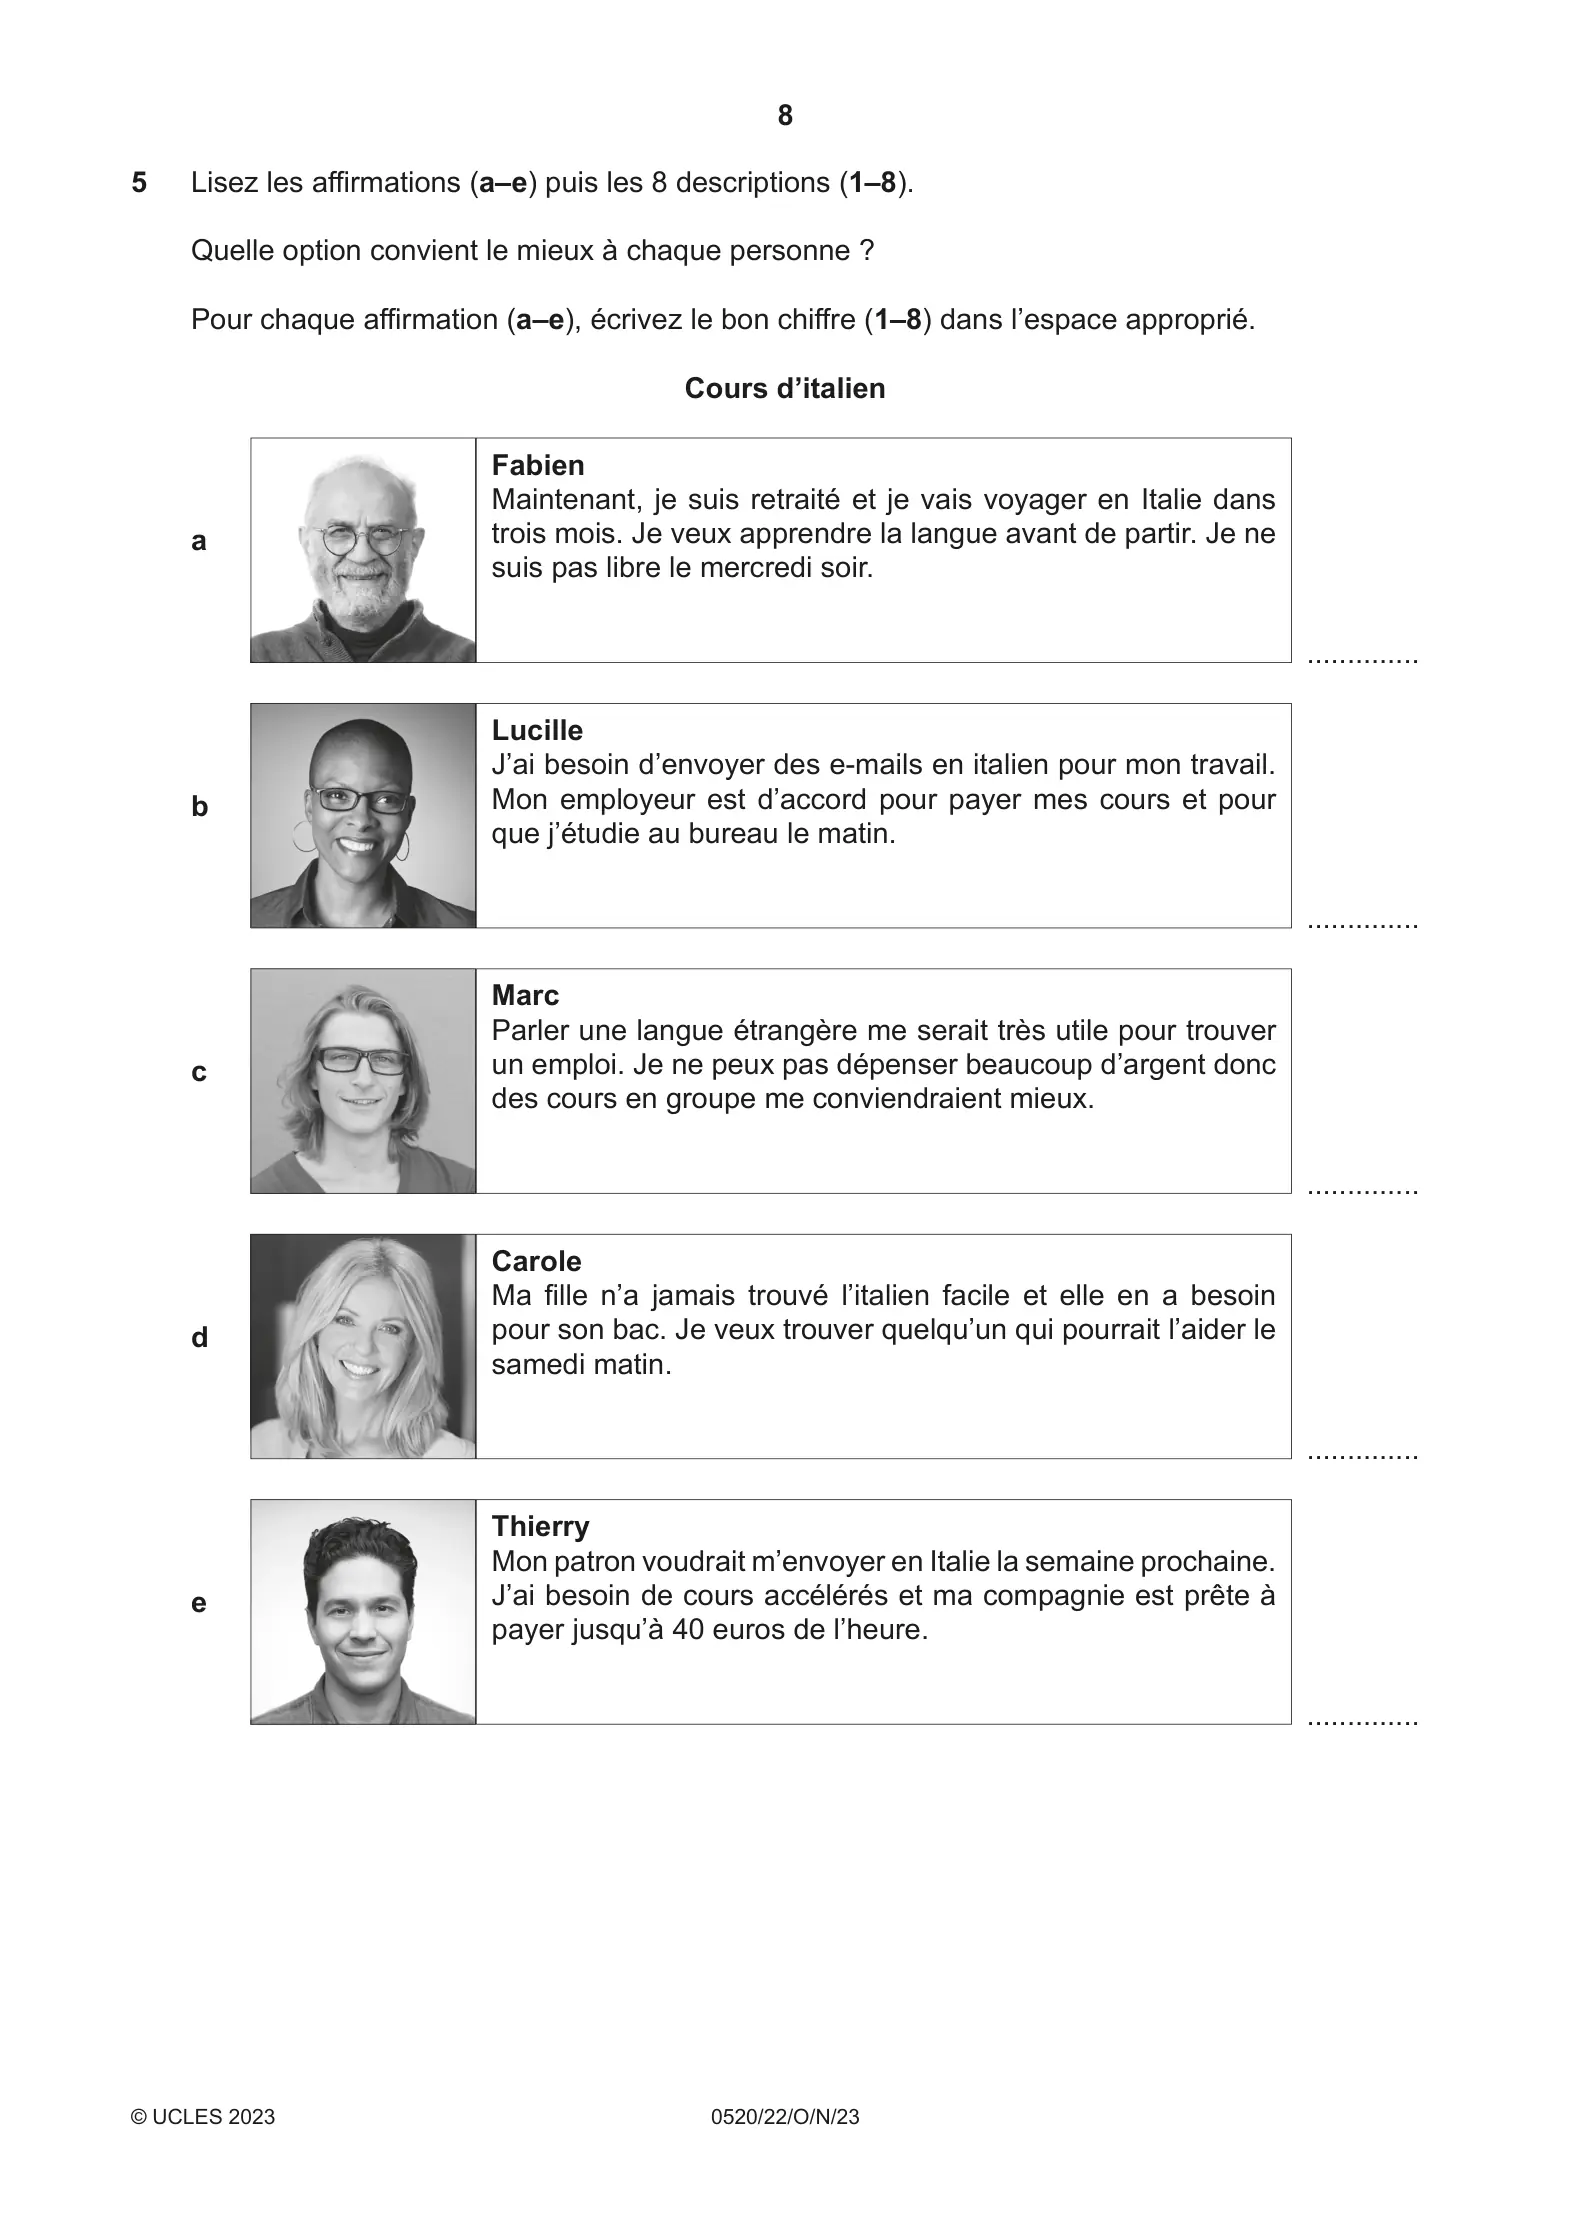 8
5 Lisez les affirmations (a–e) puis les 8 descriptions (1–8).
Quelle option convient le mieux à chaque personne ?
Pour chaque affirmation (a–e), écrivez le bon chiffre (1–8) dans l’espace approprié.
Cours d’italien
a
Fabien
Maintenant, je suis retraité et je vais voyager en Italie dans
trois mois. Je veux apprendre la langue avant de partir. Je ne
suis pas libre le mercredi soir.
..............
b
Lucille
J’ai besoin d’envoyer des e-mails en italien pour mon travail.
Mon employeur est d’accord pour payer mes cours et pour
que j’étudie au bureau le matin.
..............
c
Marc
Parler une langue étrangère me serait très utile pour trouver
un emploi. Je ne peux pas dépenser beaucoup d’argent donc
des cours en groupe me conviendraient mieux.
..............
d
Carole
Ma fille n’a jamais trouvé l’italien facile et elle en a besoin
pour son bac. Je veux trouver quelqu’un qui pourrait l’aider le
samedi matin.
..............
e
Thierry
Mon patron voudrait m’envoyer en Italie la semaine prochaine.
J’ai besoin de cours accélérés et ma compagnie est prête à
payer jusqu’à 40 euros de l’heure.
..............
© UCLES 2023 0520/22/O/N/23